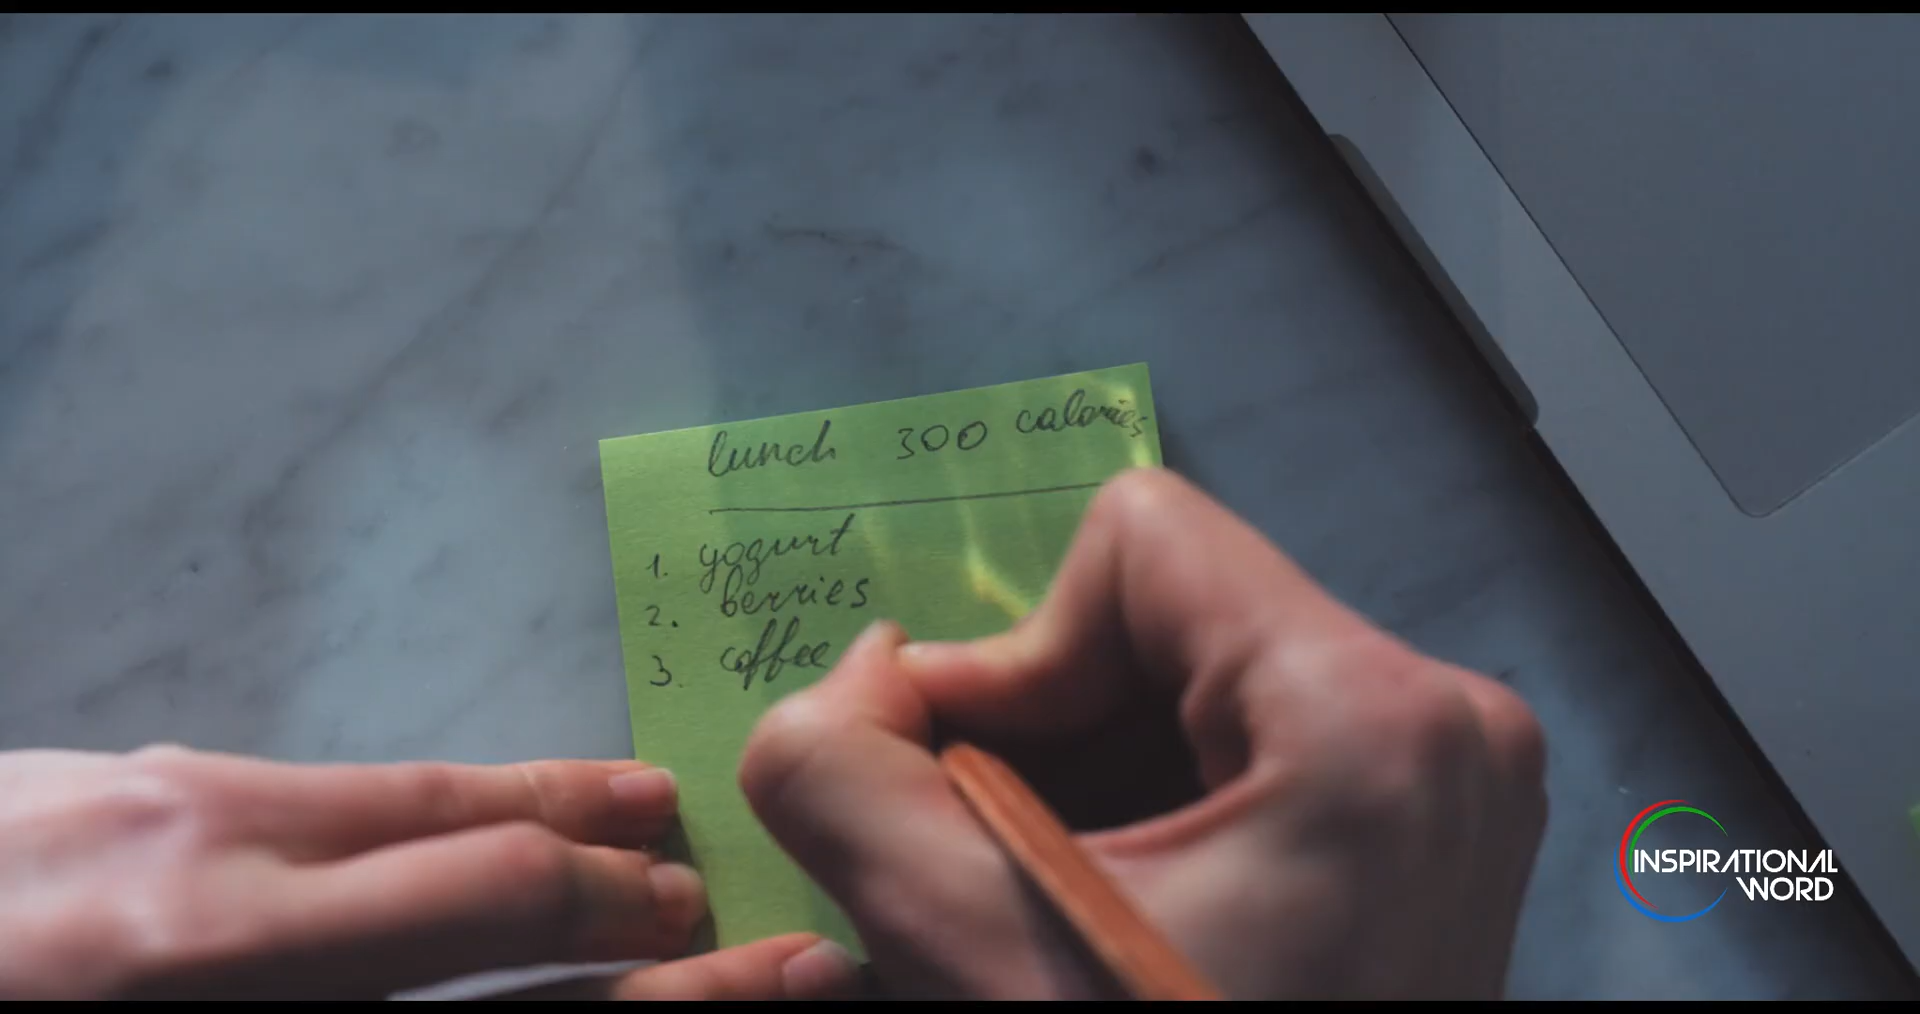 lunch 300 calories
1. yogurt
2. berries
3. coffee
INSPIRATIONAL
WORD